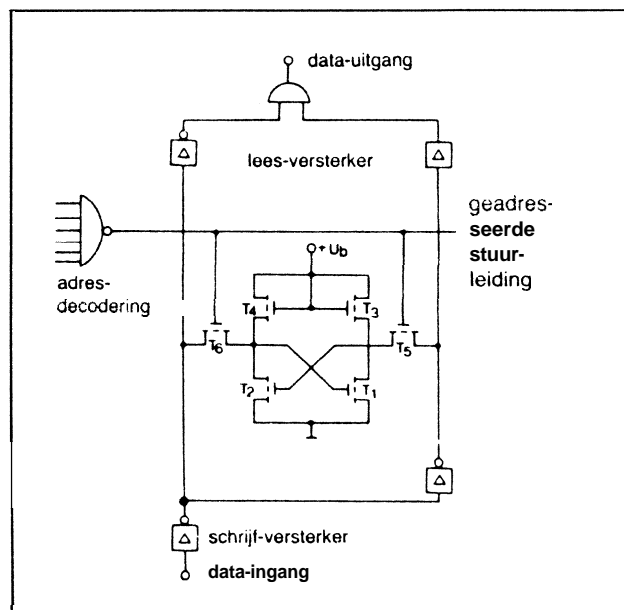 data-uitgang
lees-versterker
geadres-
seerde
stuur-
leiding
adres-
decodering
+ Ub
T4
T3
T6
T5
T2
T1
schrijf-versterker
data-ingang